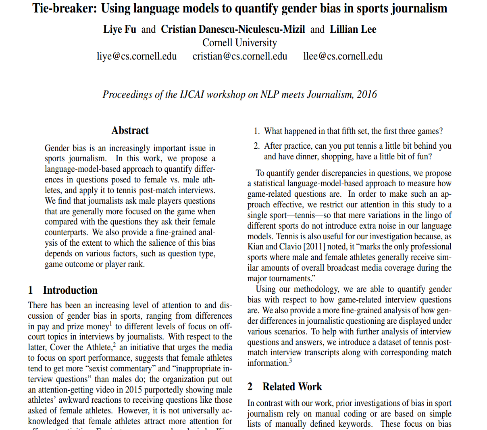 Tie-breaker: Using language models to quantify gender bias in sports journalism
Liye Fu and Cristian Danescu-Niculescu-Mizil and Lillian Lee
Cornell University
liye@cs.cornell.edu cristian@cs.cornell.edu llee@cs.cornell.edu
Proceedings of the IJCAI workshop on NLP meets Journalism, 2016
Abstract
Gender bias is an increasingly important issue in
sports journalism. In this work, we propose a
language-model-based approach to quantify differ-
ences in questions posed to female vs. male ath-
letes, and apply it to tennis post-match interviews.
We find that journalists ask male players questions
that are generally more focused on the game when
compared with the questions they ask their female
counterparts. We also provide a fine-grained anal-
ysis of the extent to which the salience of this bias
depends on various factors, such as question type,
game outcome or player rank.
1 Introduction
There has been an increasing level of attention to and dis-
cussion of gender bias in sports, ranging from differences
in pay and prize money1 to different levels of focus on off-
court topics in interviews by journalists. With respect to the
latter, Cover the Athlete,2 an initiative that urges the media
to focus on sport performance, suggests that female athletes
tend to get more “sexist commentary” and “inappropriate in-
terview questions” than males do; the organization put out
an attention-getting video in 2015 purportedly showing male
athletes’ awkward reactions to receiving questions like those
asked of female athletes. However, it is not universally ac-
knowledged that female athletes attract more attention for
1. What happened in that fifth set, the first three games?
2. After practice, can you put tennis a little bit behind you
and have dinner, shopping, have a little bit of fun?
To quantify gender discrepancies in questions, we propose
a statistical language-model-based approach to measure how
game-related questions are. In order to make such an ap-
proach effective, we restrict our attention in this study to a
single sport—tennis—so that mere variations in the lingo of
different sports do not introduce extra noise in our language
models. Tennis is also useful for our investigation because, as
Kian and Clavio [2011] noted, it “marks the only professional
sports where male and female athletes generally receive sim-
ilar amounts of overall broadcast media coverage during the
major tournaments.”
Using our methodology, we are able to quantify gender
bias with respect to how game-related interview questions
are. We also provide a more fine-grained analysis of how gen-
der differences in journalistic questioning are displayed under
various scenarios. To help with further analysis of interview
questions and answers, we introduce a dataset of tennis post-
match interview transcripts along with corresponding match
information.3
2 Related Work
In contrast with our work, prior investigations of bias in sport
journalism rely on manual coding or are based on simple
lists of manually defined keywords. These focus on bias